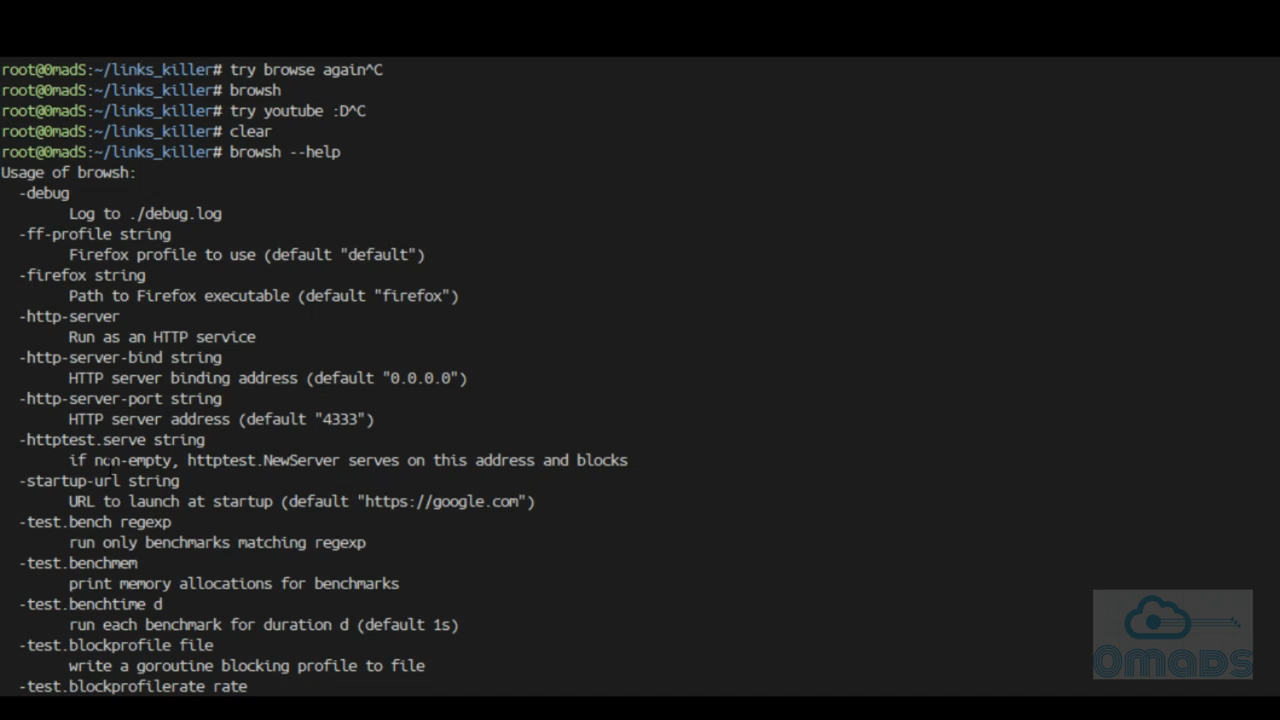 root@0madS:~/links_killer# try browse again^C
root@0madS:~/links_killer# browsh
root@0madS:~/links_killer# try youtube :D^C
root@0madS:~/links_killer# clear
root@0madS:~/links_killer# browsh --help
Usage of browsh:
  -debug
        Log to ./debug.log
  -ff-profile string
        Firefox profile to use (default "default")
  -firefox string
        Path to Firefox executable (default "firefox")
  -http-server
        Run as an HTTP service
  -http-server-bind string
        HTTP server binding address (default "0.0.0.0")
  -http-server-port string
        HTTP server address (default "4333")
  -httptest.serve string
        if non-empty, httptest.NewServer serves on this address and blocks
  -startup-url string
        URL to launch at startup (default "https://google.com")
  -test.bench regexp
        run only benchmarks matching regexp
  -test.benchmem
        print memory allocations for benchmarks
  -test.benchtime d
        run each benchmark for duration d (default 1s)
  -test.blockprofile file
        write a goroutine blocking profile to file
  -test.blockprofilerate rate
0mads